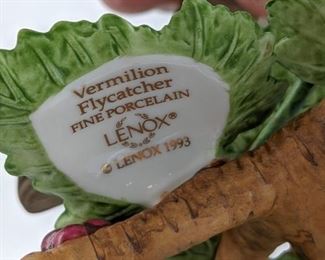 Vermilion
Flycatcher
FINE PORCELAIN
LENOX®
© LENOX 1993